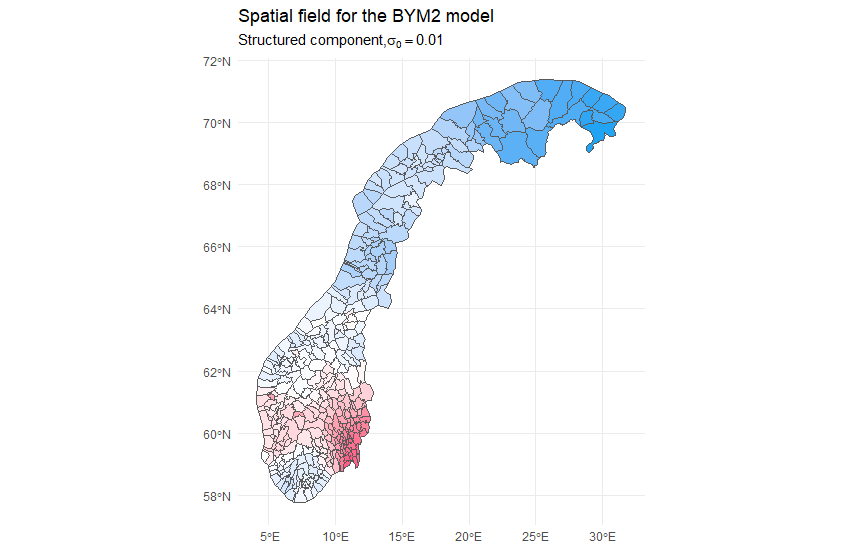 Spatial field for the BYM2 model
Structured component,σ₀ = 0.01
72°N
70°N
68°N
66°N
64°N
62°N
60°N
58°N
5°E 10°E 15°E 20°E 25°E 30°E